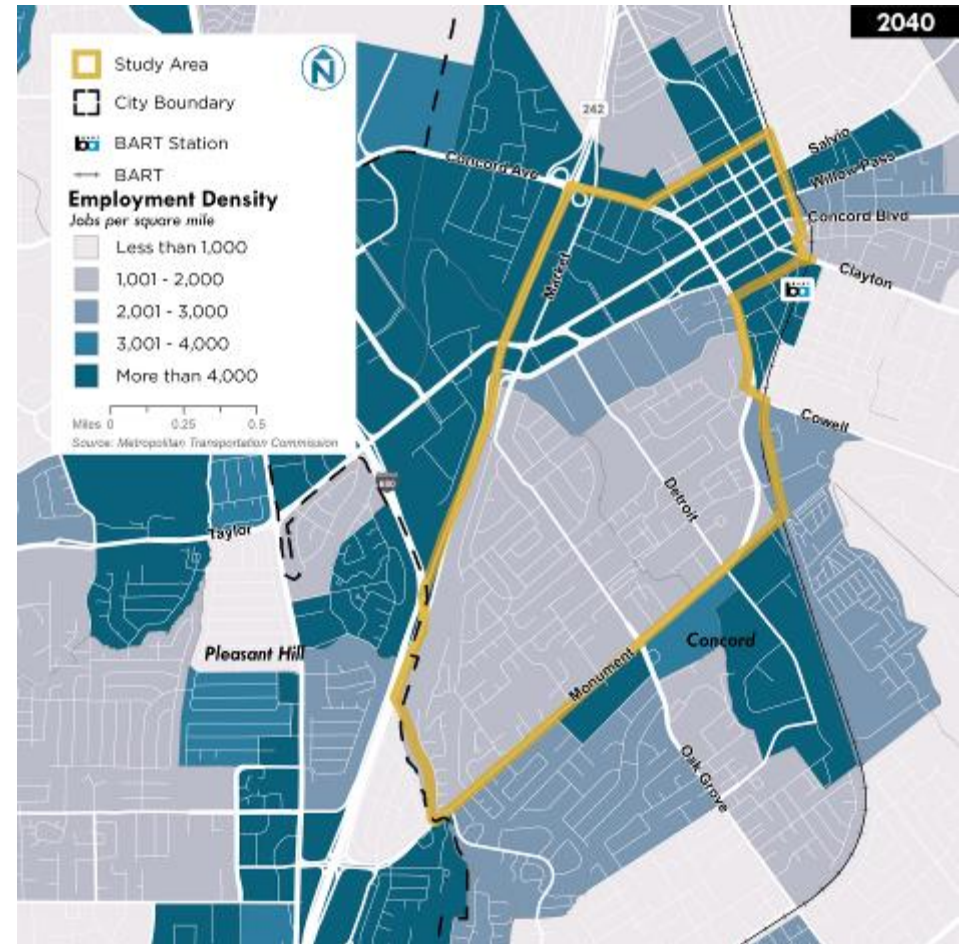 2040
Study Area
N
City Boundary
BART Station
BART
Employment Density
Jobs per square mile
Less than 1,000
1,001 - 2,000
2,001 - 3,000
3,001 - 4,000
More than 4,000
Miles 0 0.25 0.5
Source: Metropolitan Transportation Commission
242
Concord Ave
Salvio
Willow Pass
Concord Blvd
Clayton
ba
Market
Cowell
Detroit
680
Taylor
Pleasant Hill
Concord
Monument
Oak Grove